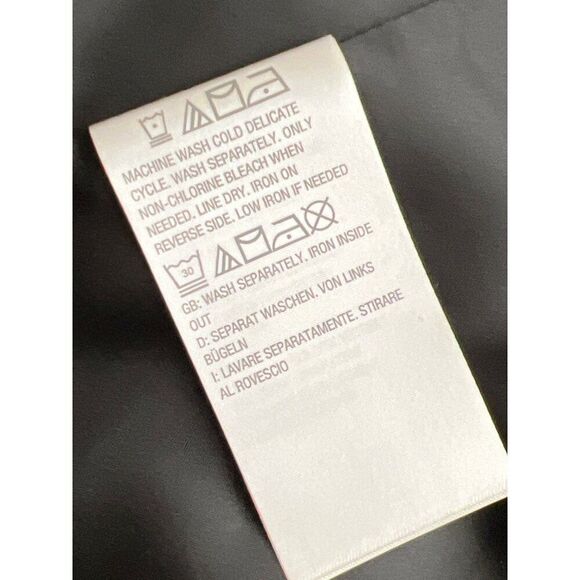 MACHINE WASH COLD DELICATE
CYCLE. WASH SEPARATELY. ONLY
NON-CHLORINE BLEACH WHEN
NEEDED. LINE DRY. IRON ON
REVERSE SIDE. LOW IRON IF NEEDED
30
GB: WASH SEPARATELY. IRON INSIDE
OUT
D: SEPARAT WASCHEN. VON LINKS
BÜGELN
I: LAVARE SEPARATAMENTE. STIRARE
AL ROVESCIO